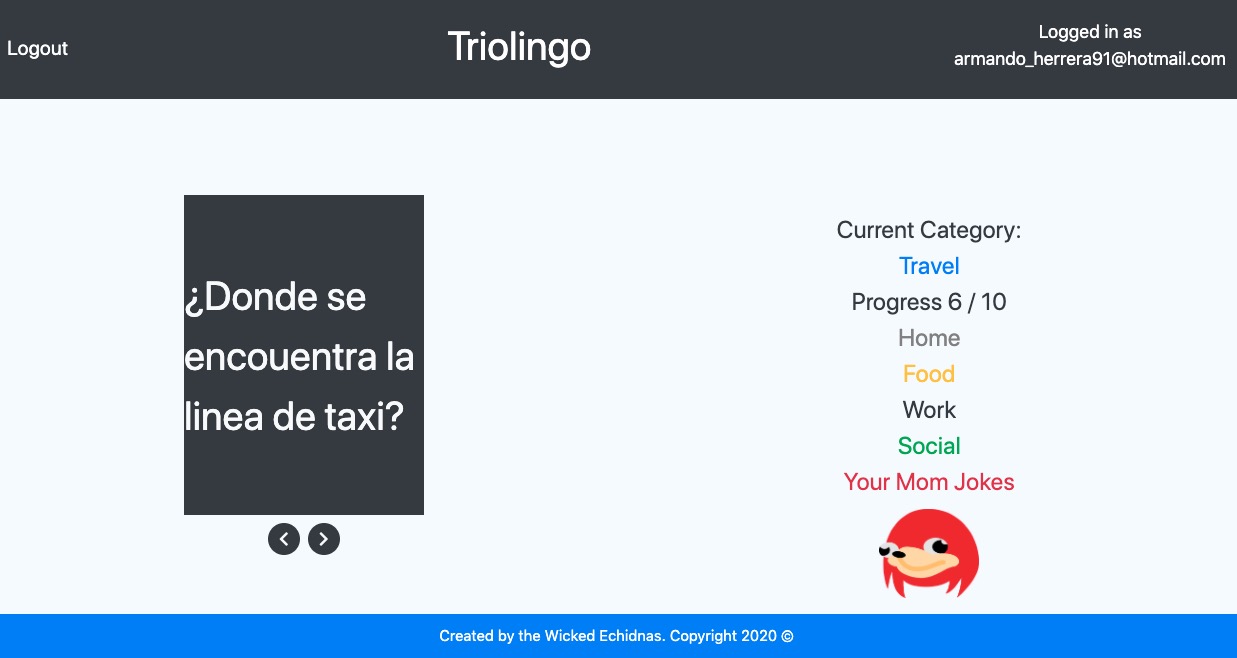 Logout
Triolingo
Logged in as
armando_herrera91@hotmail.com
¿Donde se
encouentra la
linea de taxi?
Current Category:
Travel
Progress 6 / 10
Home
Food
Work
Social
Your Mom Jokes
Created by the Wicked Echidnas. Copyright 2020 ©